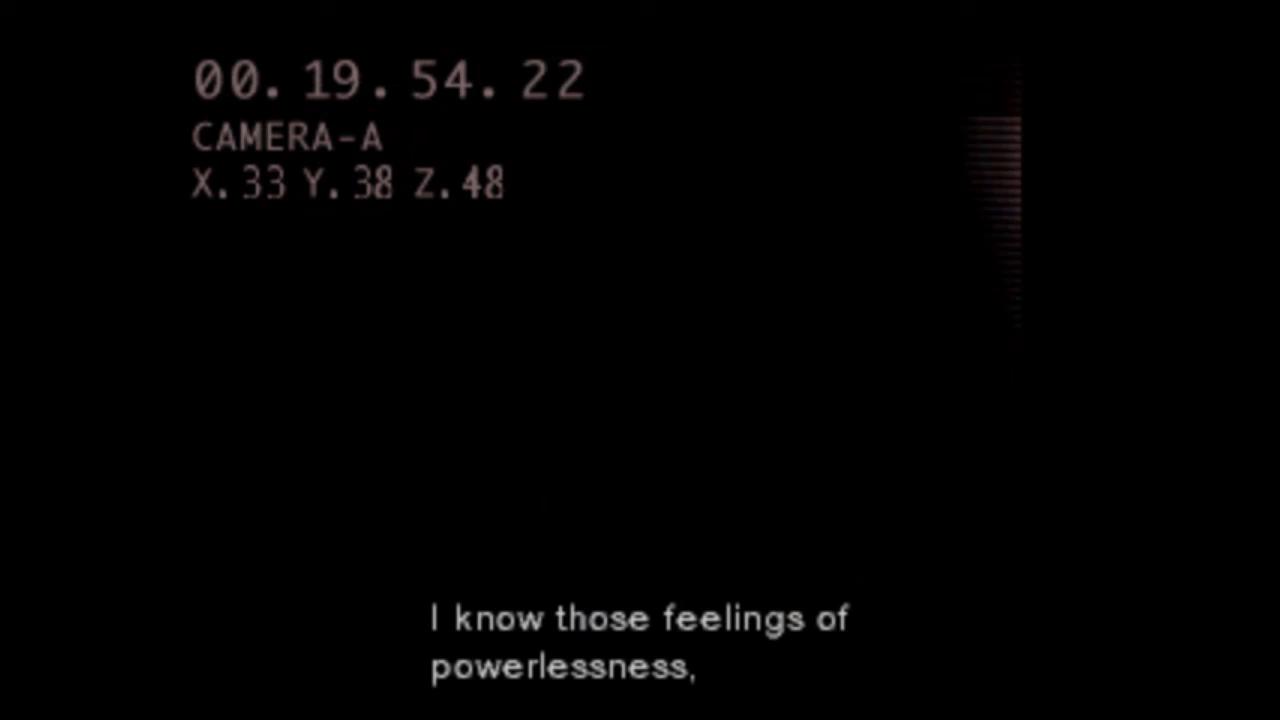 00.19.54.22
CAMERA-A
X.33 Y.38 Z.48
I know those feelings of
powerlessness,